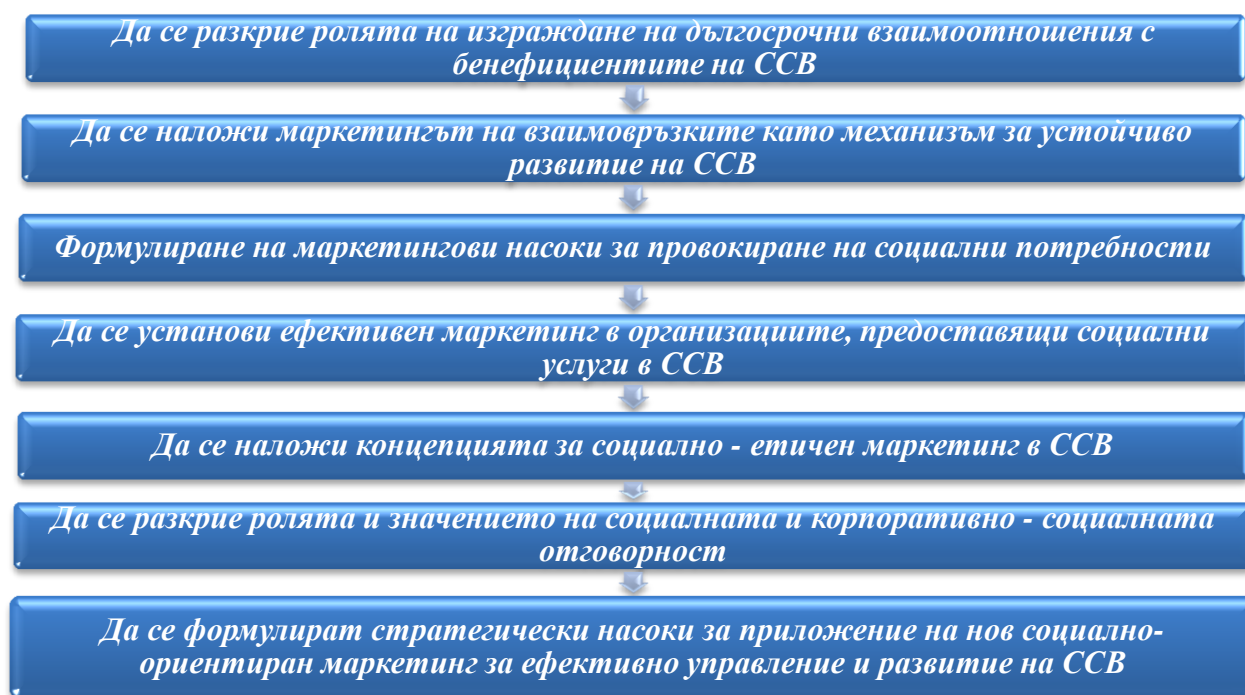 Да се разкрие ролята на изграждане на дългосрочни взаимоотношения с
бенефициентите на ССВ
Да се наложи маркетингът на взаимовръзките като механизъм за устойчиво
развитие на ССВ
Формулиране на маркетингови насоки за провокиране на социални потребности
Да се установи ефективен маркетинг в организациите, предоставящи социални
услуги в ССВ
Да се наложи концепцията за социално - етичен маркетинг в ССВ
Да се разкрие ролята и значението на социалната и корпоративно - социалната
отговорност
Да се формулират стратегически насоки за приложение на нов социално-
ориентиран маркетинг за ефективно управление и развитие на ССВ